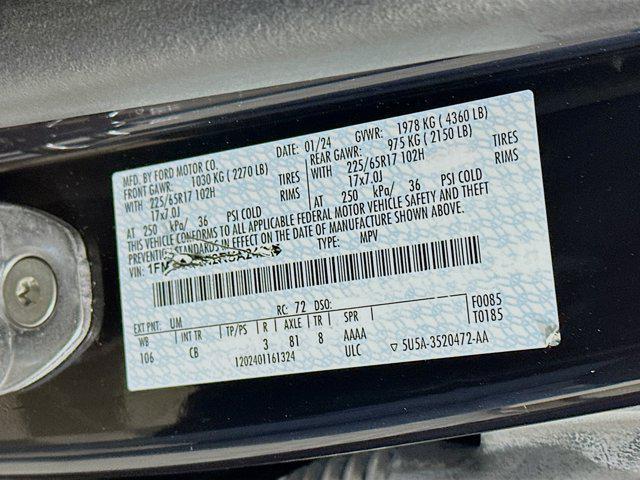 MFD. BY FORD MOTOR CO.
DATE: 01/24 GVWR: 1978 KG ( 4360 LB)
FRONT GAWR: 1030 KG ( 2270 LB) REAR GAWR: 975 KG ( 2150 LB)
WITH 225/65R17 102H TIRES WITH 225/65R17 102H TIRES
17x7.0J RIMS 17x7.0J RIMS
AT 250 kPa/ 36 PSI COLD AT 250 kPa/ 36 PSI COLD
THIS VEHICLE CONFORMS TO ALL APPLICABLE FEDERAL MOTOR VEHICLE SAFETY AND THEFT
PREVENTION STANDARDS IN EFFECT ON THE DATE OF MANUFACTURE SHOWN ABOVE.
VIN: TYPE: MPV
EXT PNT: UM RC: 72 DSO:
WB INT TR TP/PS R AXLE TR SPR F0085
106 CB 3 81 8 AAAA T0185
1202401161324 ULC ▽ 5U5A-3520472-AA